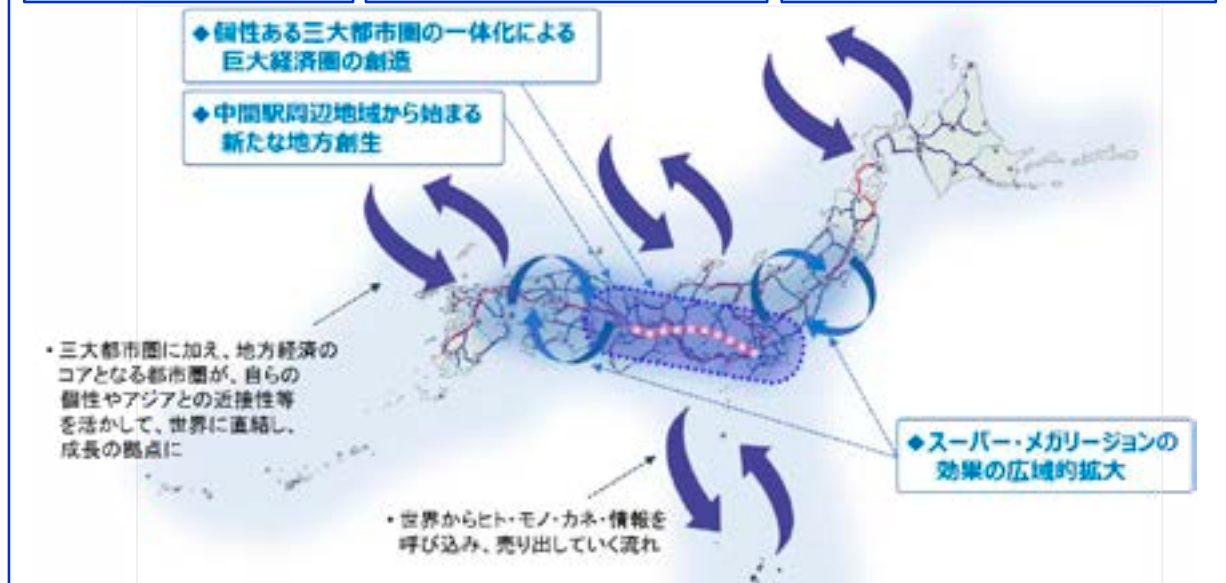 ◆個性ある三大都市圏の一体化による
巨大経済圏の創造
◆中間駅周辺地域から始まる
新たな地方創生
・三大都市圏に加え、地方経済の
コアとなる都市圏が、自らの
個性やアジアとの近接性等
を活かして、世界に直結し、
成長の拠点に
◆スーパー・メガリージョンの
効果の広域的拡大
・世界からヒト・モノ・カネ・情報を
呼び込み、売り出していく流れ